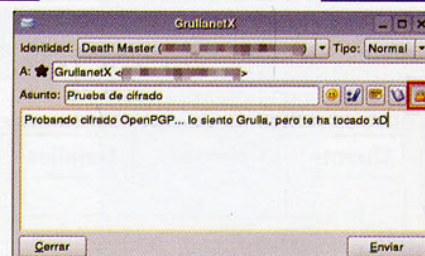 GrullanetX
Identidad: Death Master ( ) Tipo: Normal
A: GrullanetX < >
Asunto: Prueba de cifrado
Probando cifrado OpenPGP... lo siento Grulla, pero te ha tocado xD
Cerrar Enviar